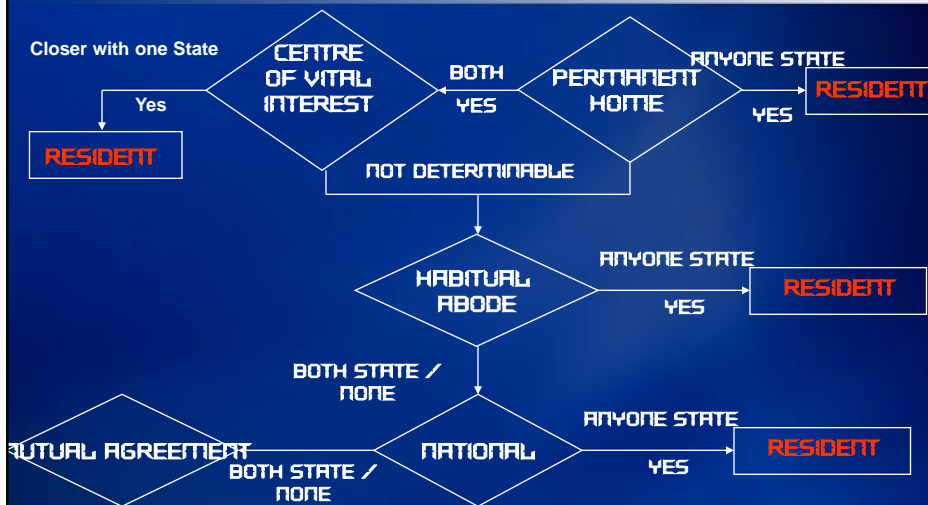 Closer with one State
CENTRE
OF VITAL
INTEREST
BOTH
YES
PERMANENT
HOME
ANYONE STATE
YES
RESIDENT
Yes
RESIDENT
NOT DETERMINABLE
HABITUAL
ABODE
ANYONE STATE
YES
RESIDENT
BOTH STATE /
NONE
NATIONAL
ANYONE STATE
YES
RESIDENT
BOTH STATE /
NONE
MUTUAL AGREEMENT